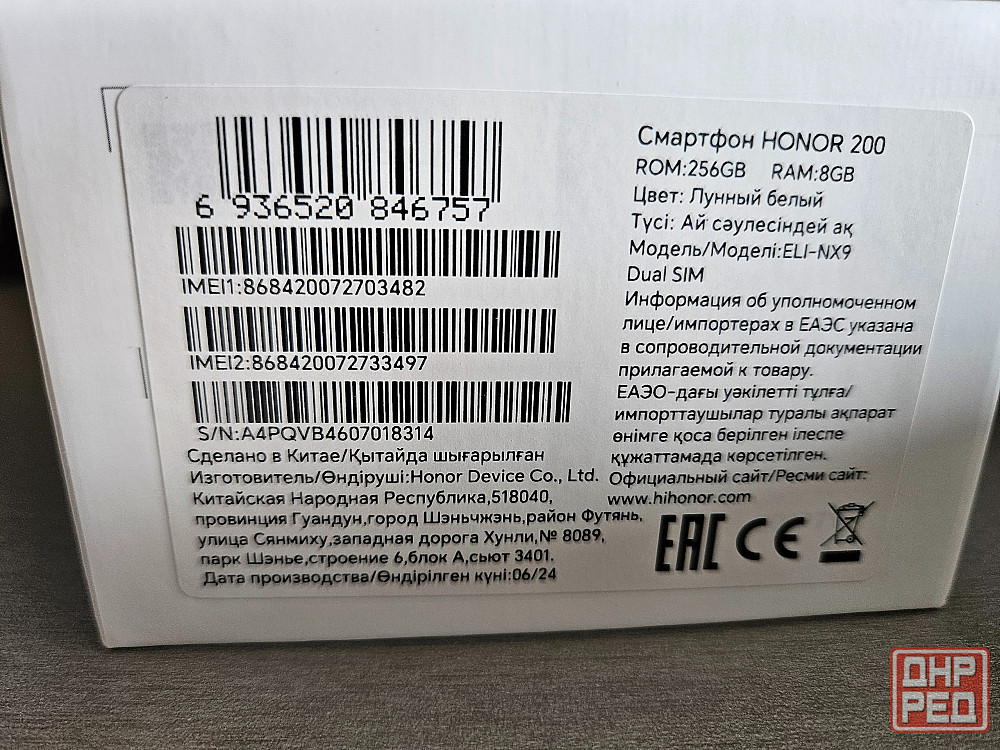 6 936520 846757
IMEI1:868420072703482
IMEI2:868420072733497
S/N:A4PQVB4607018314
Сделано в Китае/Қытайда шығарылған
Изготовитель/Өндіруші:Honor Device Co., Ltd.
Китайская Народная Республика,518040,
провинция Гуандун,город Шэньчжэнь,район Футянь,
улица Сянмиху,западная дорога Хунли,№ 8089,
парк Шэнье,строение 6,блок А,сьют 3401.
Дата производства/Өндірілген күні:06/24
Смартфон HONOR 200
ROM:256GB RAM:8GB
Цвет: Лунный белый
Түсі: Ай сәулесіндей ақ
Модель/Моделі:ELI-NX9
Dual SIM
Информация об уполномоченном
лице/импортерах в ЕАЭС указана
в сопроводительной документации
прилагаемой к товару.
ЕАЭО-дағы уәкілетті тұлға/
импорттаушылар туралы ақпарат
өнімге қоса берілген ілеспе
құжаттамада көрсетілген.
Официальный сайт/Ресми сайт:
www.hihonor.com
EAC CE
ДНР
РЕД